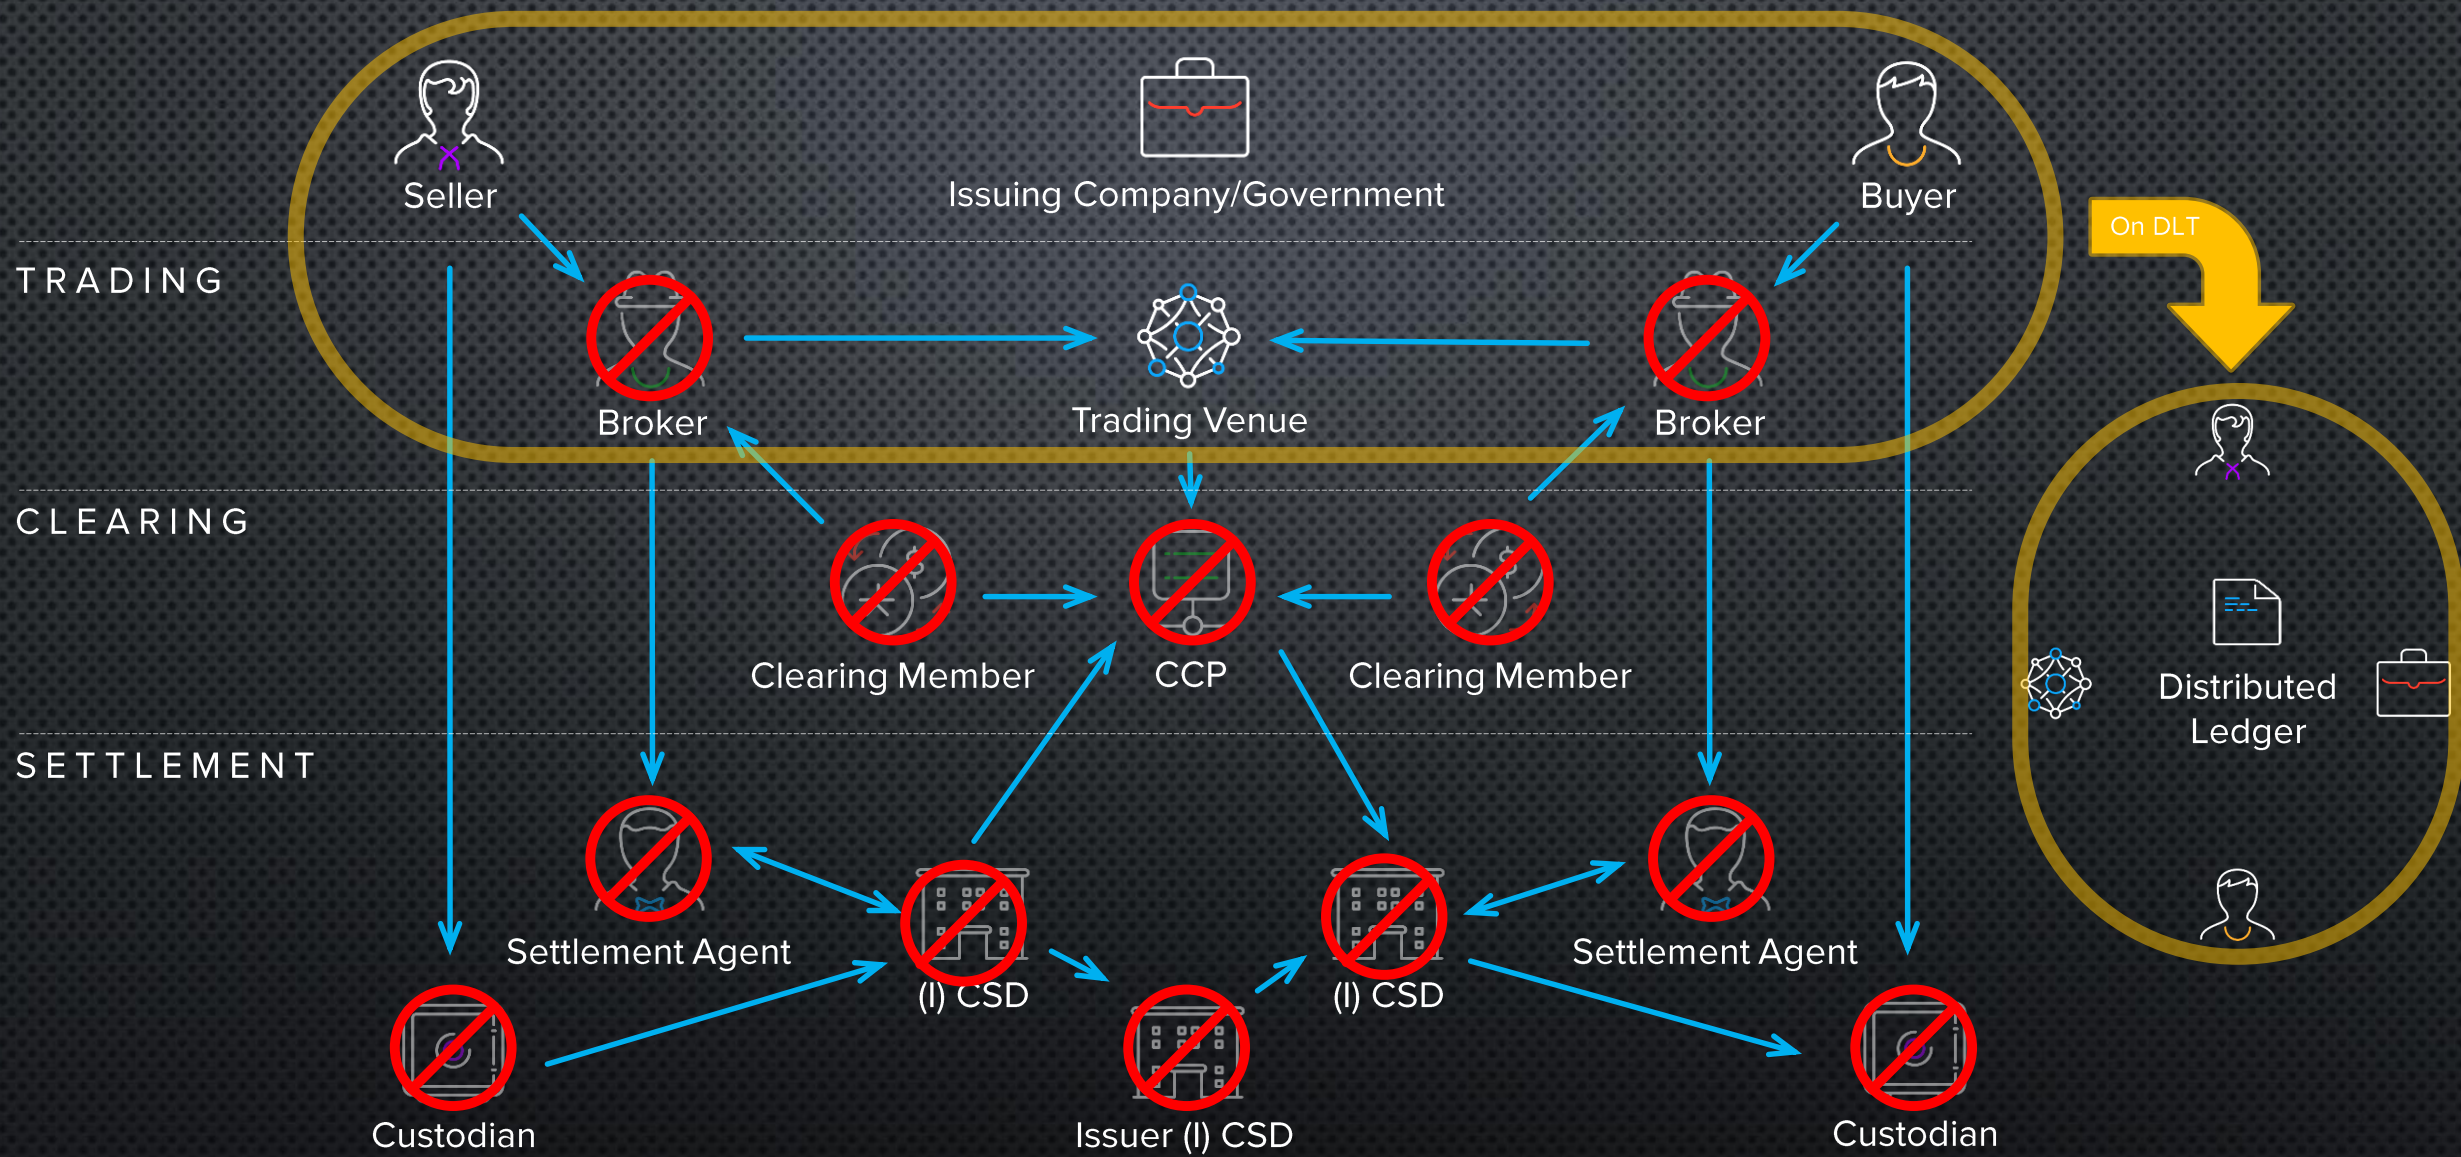 Seller
Issuing Company/Government
Buyer
On DLT
TRADING
Broker
Trading Venue
Broker
CLEARING
Clearing Member
CCP
Clearing Member
Distributed
Ledger
SETTLEMENT
Settlement Agent
(I) CSD
(I) CSD
Settlement Agent
Custodian
Issuer (I) CSD
Custodian